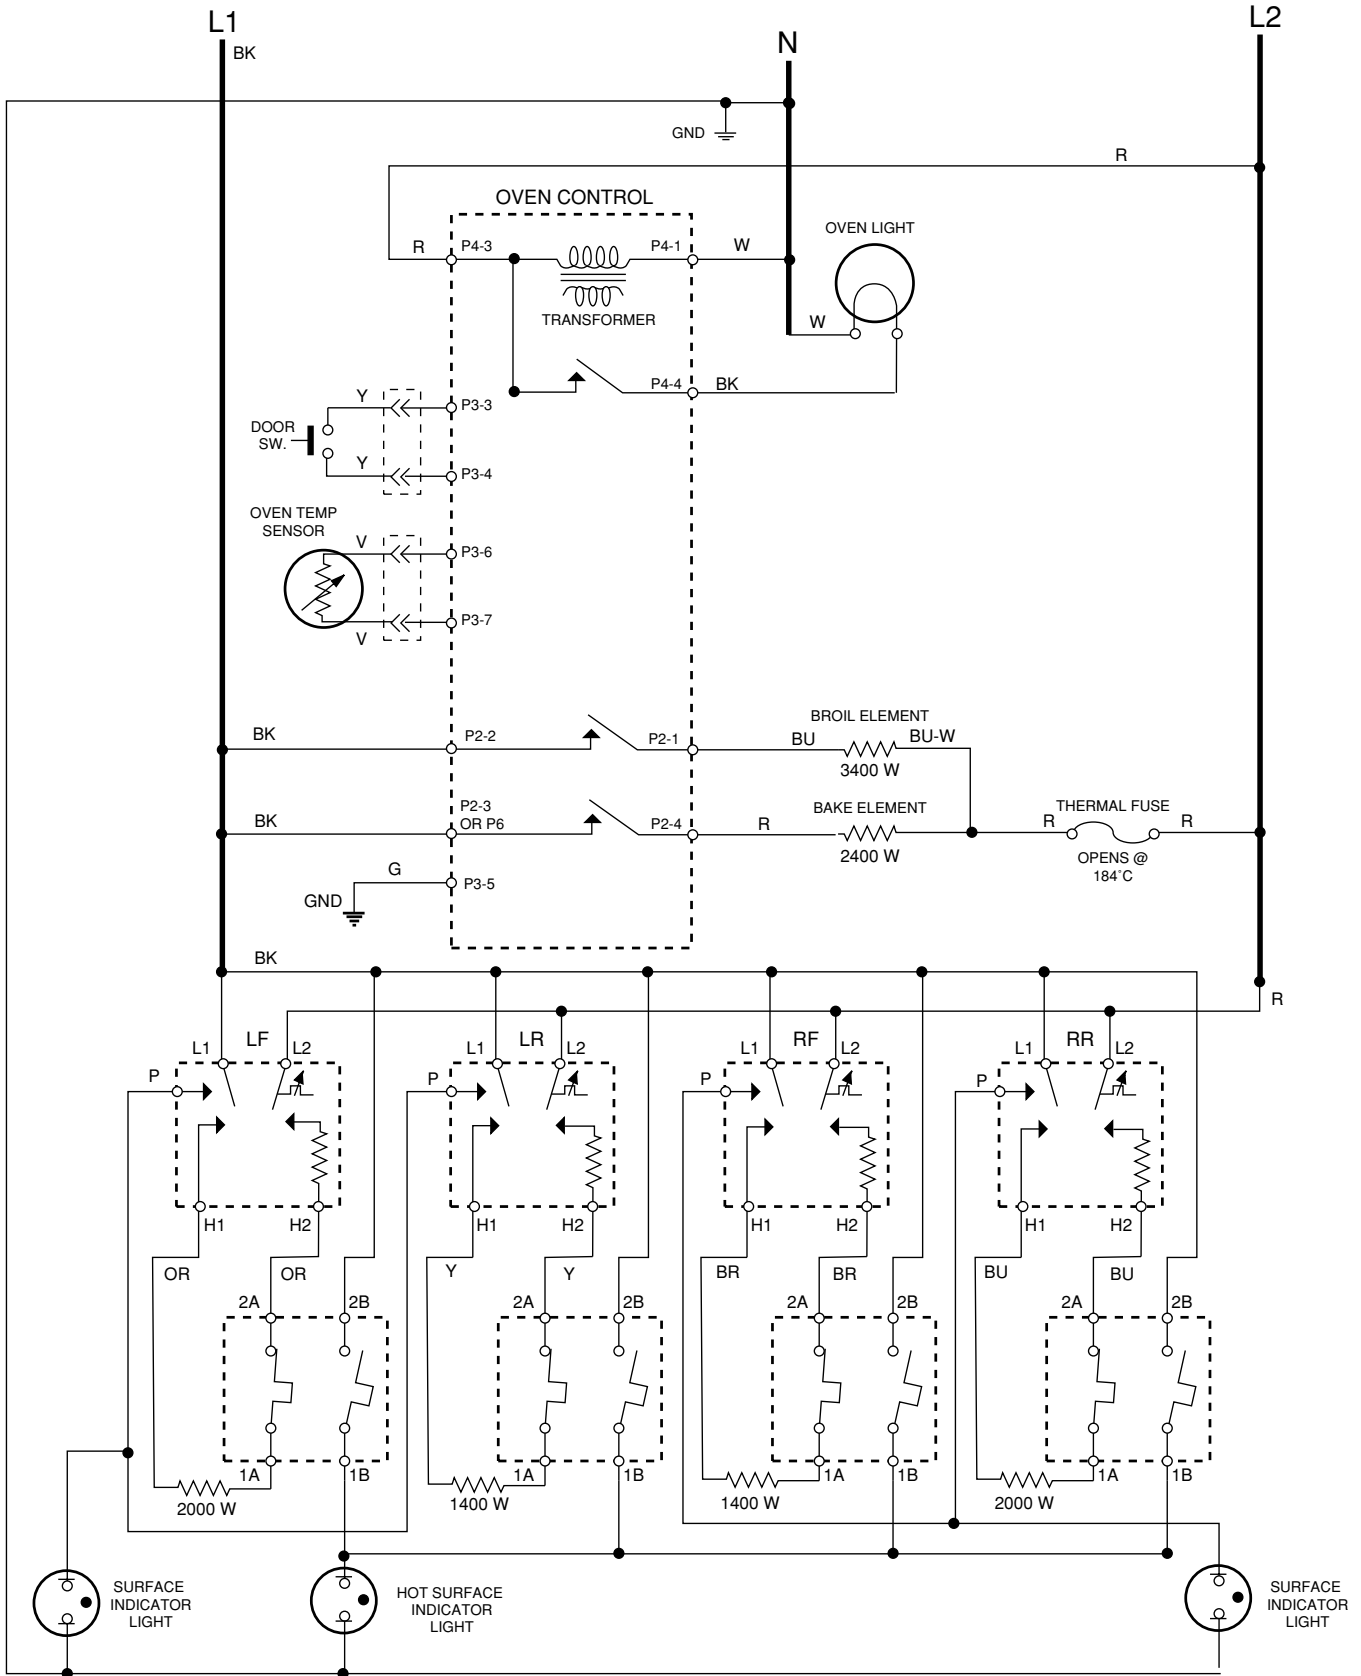 L1
BK
N
L2
GND
R
OVEN CONTROL
OVEN LIGHT
R
P4-3
P4-1
W
TRANSFORMER
W
P4-4
BK
Y
P3-3
DOOR
SW.
Y
P3-4
OVEN TEMP
SENSOR
V
P3-6
V
P3-7
BK
P2-2
P2-1
BU
BROIL ELEMENT
BU-W
3400 W
BK
P2-3
OR P6
P2-4
R
BAKE ELEMENT
2400 W
THERMAL FUSE
R
R
OPENS @
184°C
G
P3-5
GND
BK
R
L1 LF L2
L1 LR L2
L1 RF L2
L1 RR L2
P
P
P
P
H1 H2
H1 H2
H1 H2
H1 H2
OR OR
Y Y
BR BR
BU BU
2A 2B
2A 2B
2A 2B
2A 2B
1A 1B
1A 1B
1A 1B
1A 1B
2000 W
1400 W
1400 W
2000 W
SURFACE
INDICATOR
LIGHT
HOT SURFACE
INDICATOR
LIGHT
SURFACE
INDICATOR
LIGHT